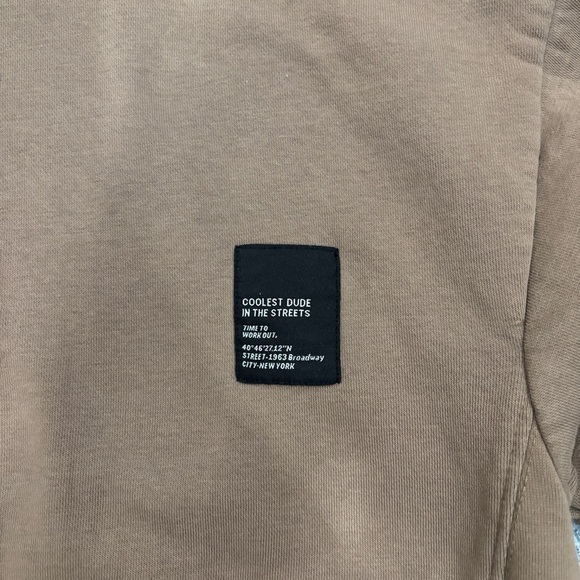 COOLEST DUDE
IN THE STREETS
TIME TO
WORK OUT.
40°46'27.12"N
STREET-1963 Broadway
CITY-NEW YORK